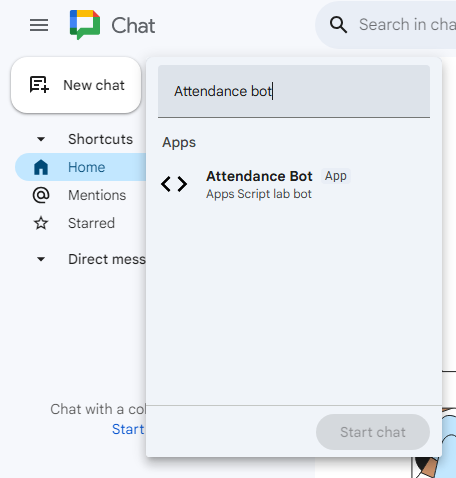 Chat
Search in cha
New chat
Attendance bot
Apps
Attendance Bot App
Apps Script lab bot
Shortcuts
Home
Mentions
Starred
Direct mess
Chat with a col
Start
Start chat